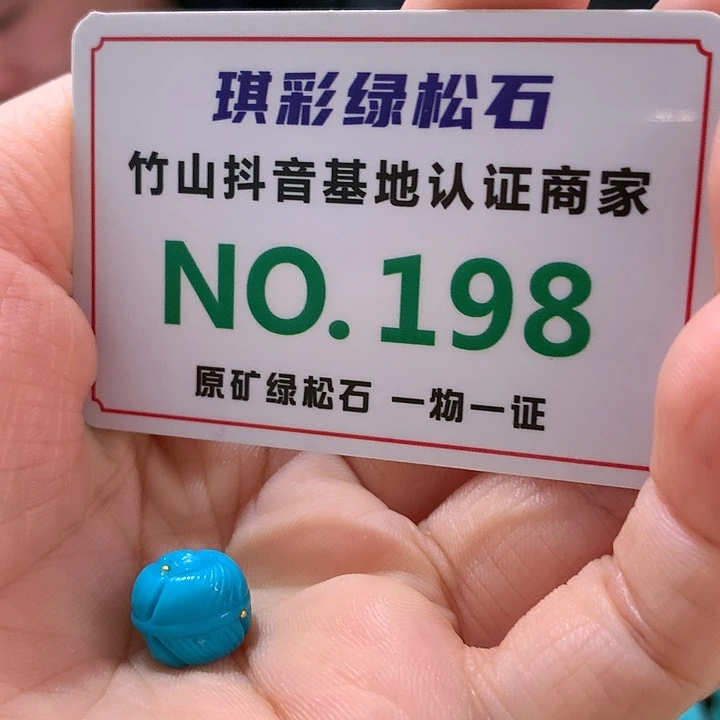 琪彩绿松石
竹山抖音基地认证商家
NO.198
原矿绿松石 一物一证